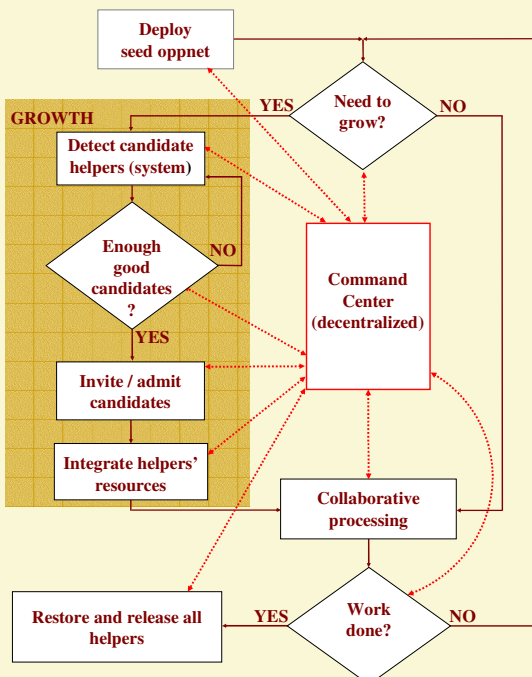 Deploy
seed oppnet
YES
Need to
grow?
NO
GROWTH
Detect candidate
helpers (system)
Enough
good
candidates
?
NO
YES
Command
Center
(decentralized)
Invite / admit
candidates
Integrate helpers'
resources
Collaborative
processing
Restore and release all
helpers
YES
Work
done?
NO